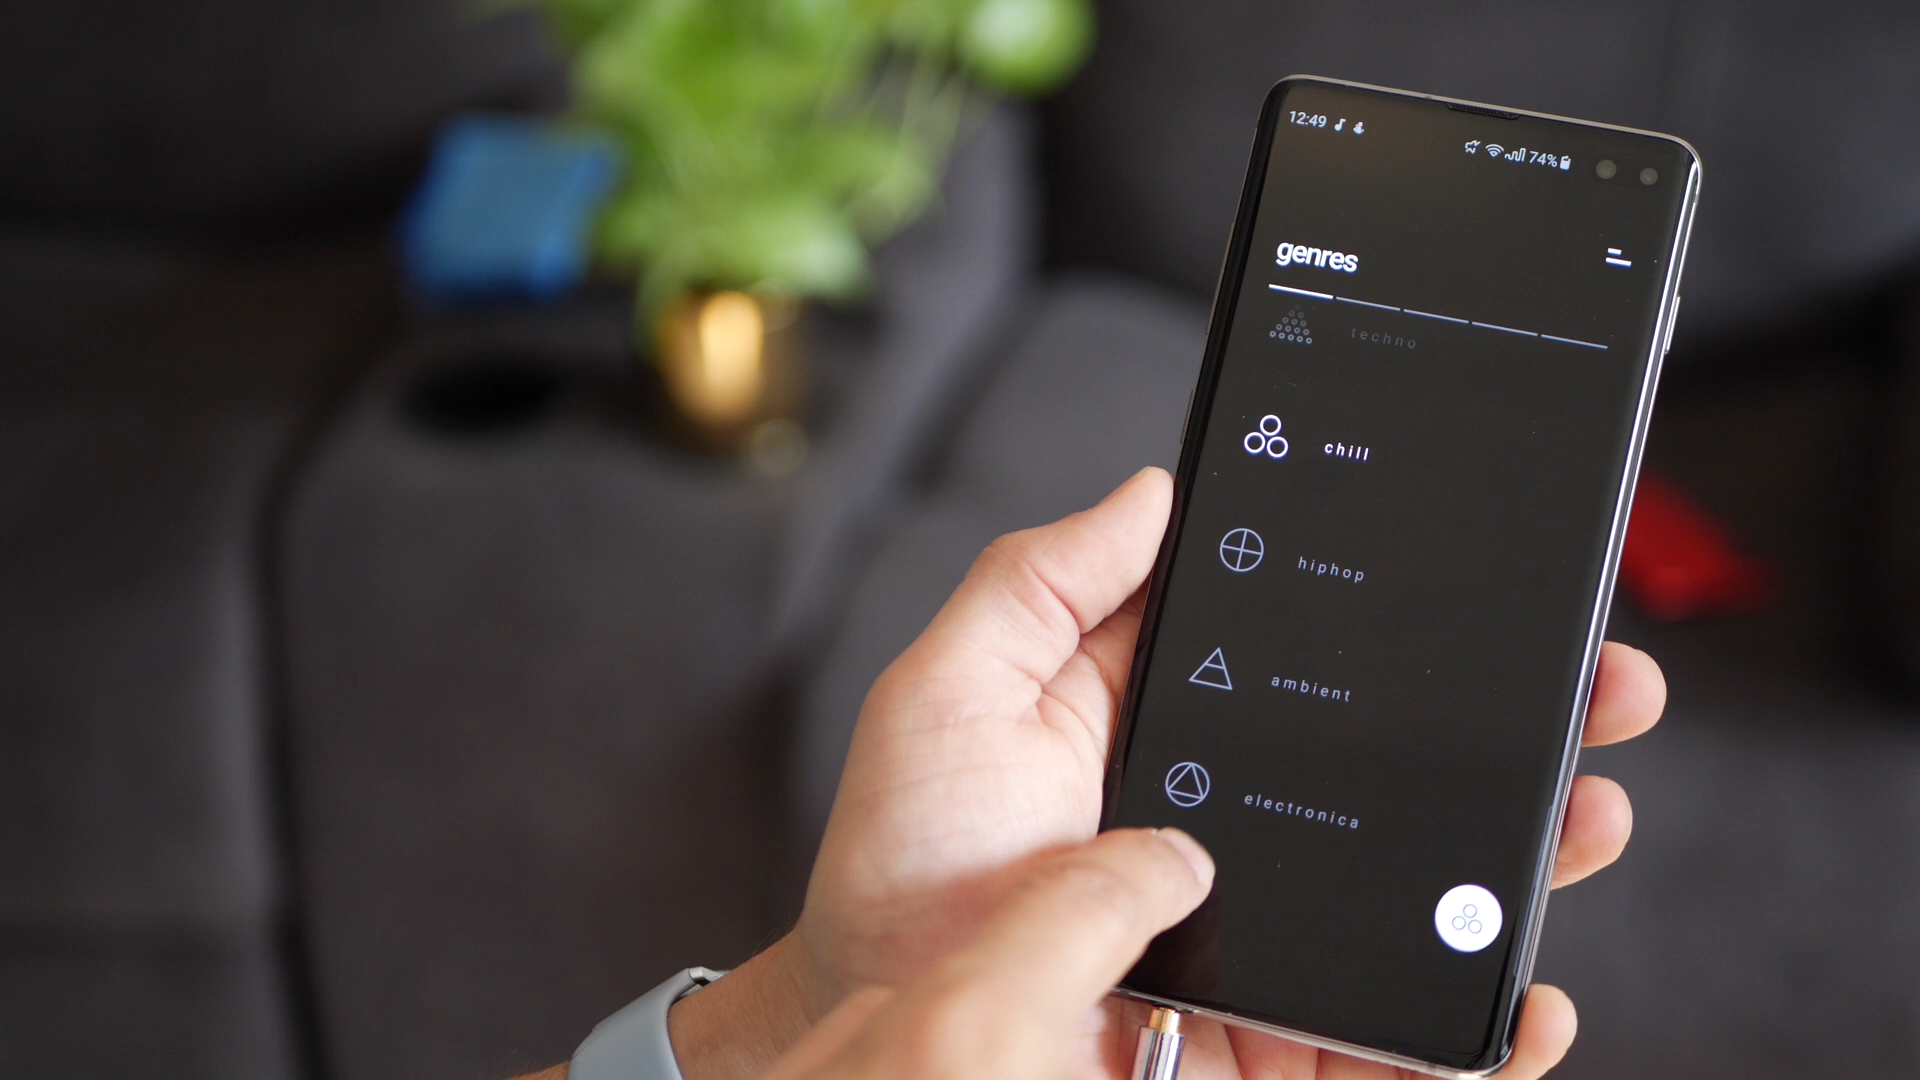 12:49
74%
genres
techno
chill
hiphop
ambient
electronica